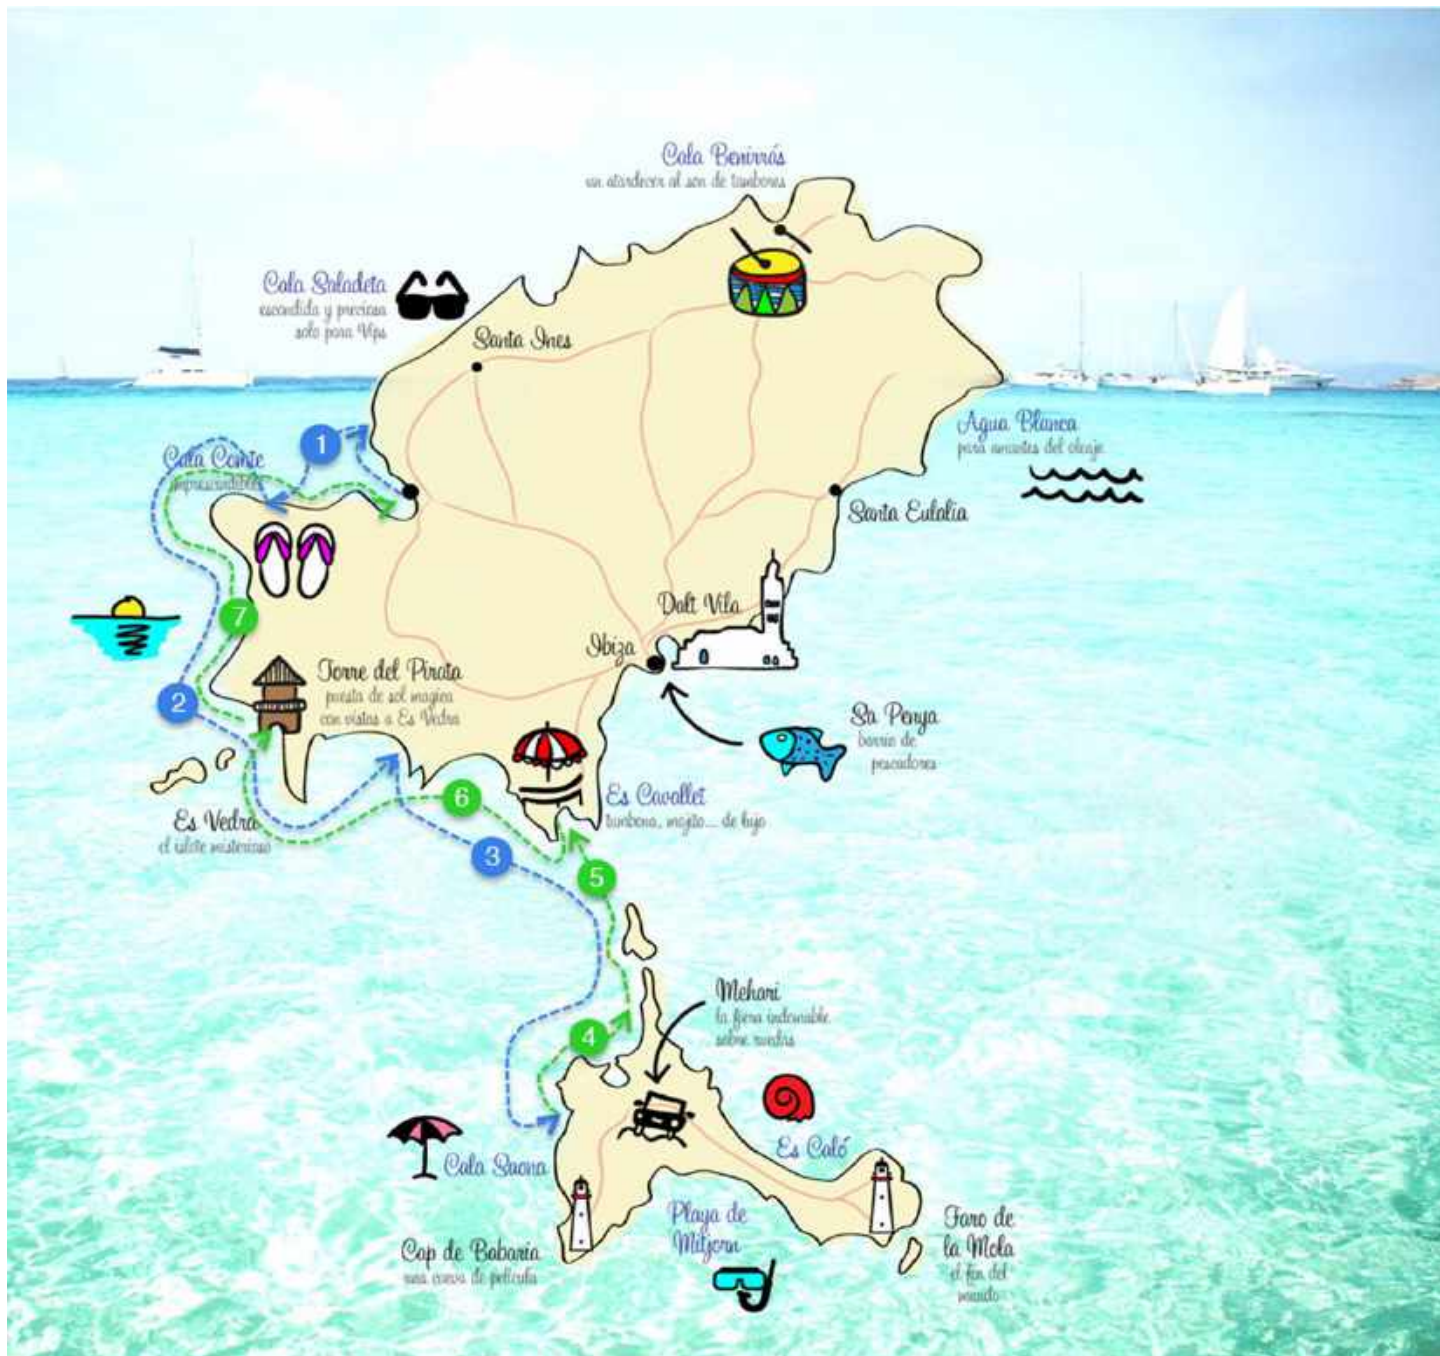 Cala Benirrás
un atardecer al son de tambores
Cala Saladeta
escondida y preciosa
solo para Vips
Santa Ines
1
Cala Comte
imprescindibles
Agua Blanca
para amantes del oleaje
Santa Eulalia
Dalt Vila
7
Ibiza
Torre del Pirata
puesta de sol magica
con vistas a Es Vedra
2
Sa Penya
barrio de
pescadores
6
Es Cavallet
tumbona, mojito... de lujo
Es Vedra
el islote misterioso
3
5
Mehari
la fiera indomable
sobre ruedas
4
Es Caló
Cala Saona
Playa de
Mitjorn
Cap de Babaria
una cueva de película
Faro de
la Mola
el fin del
mundo